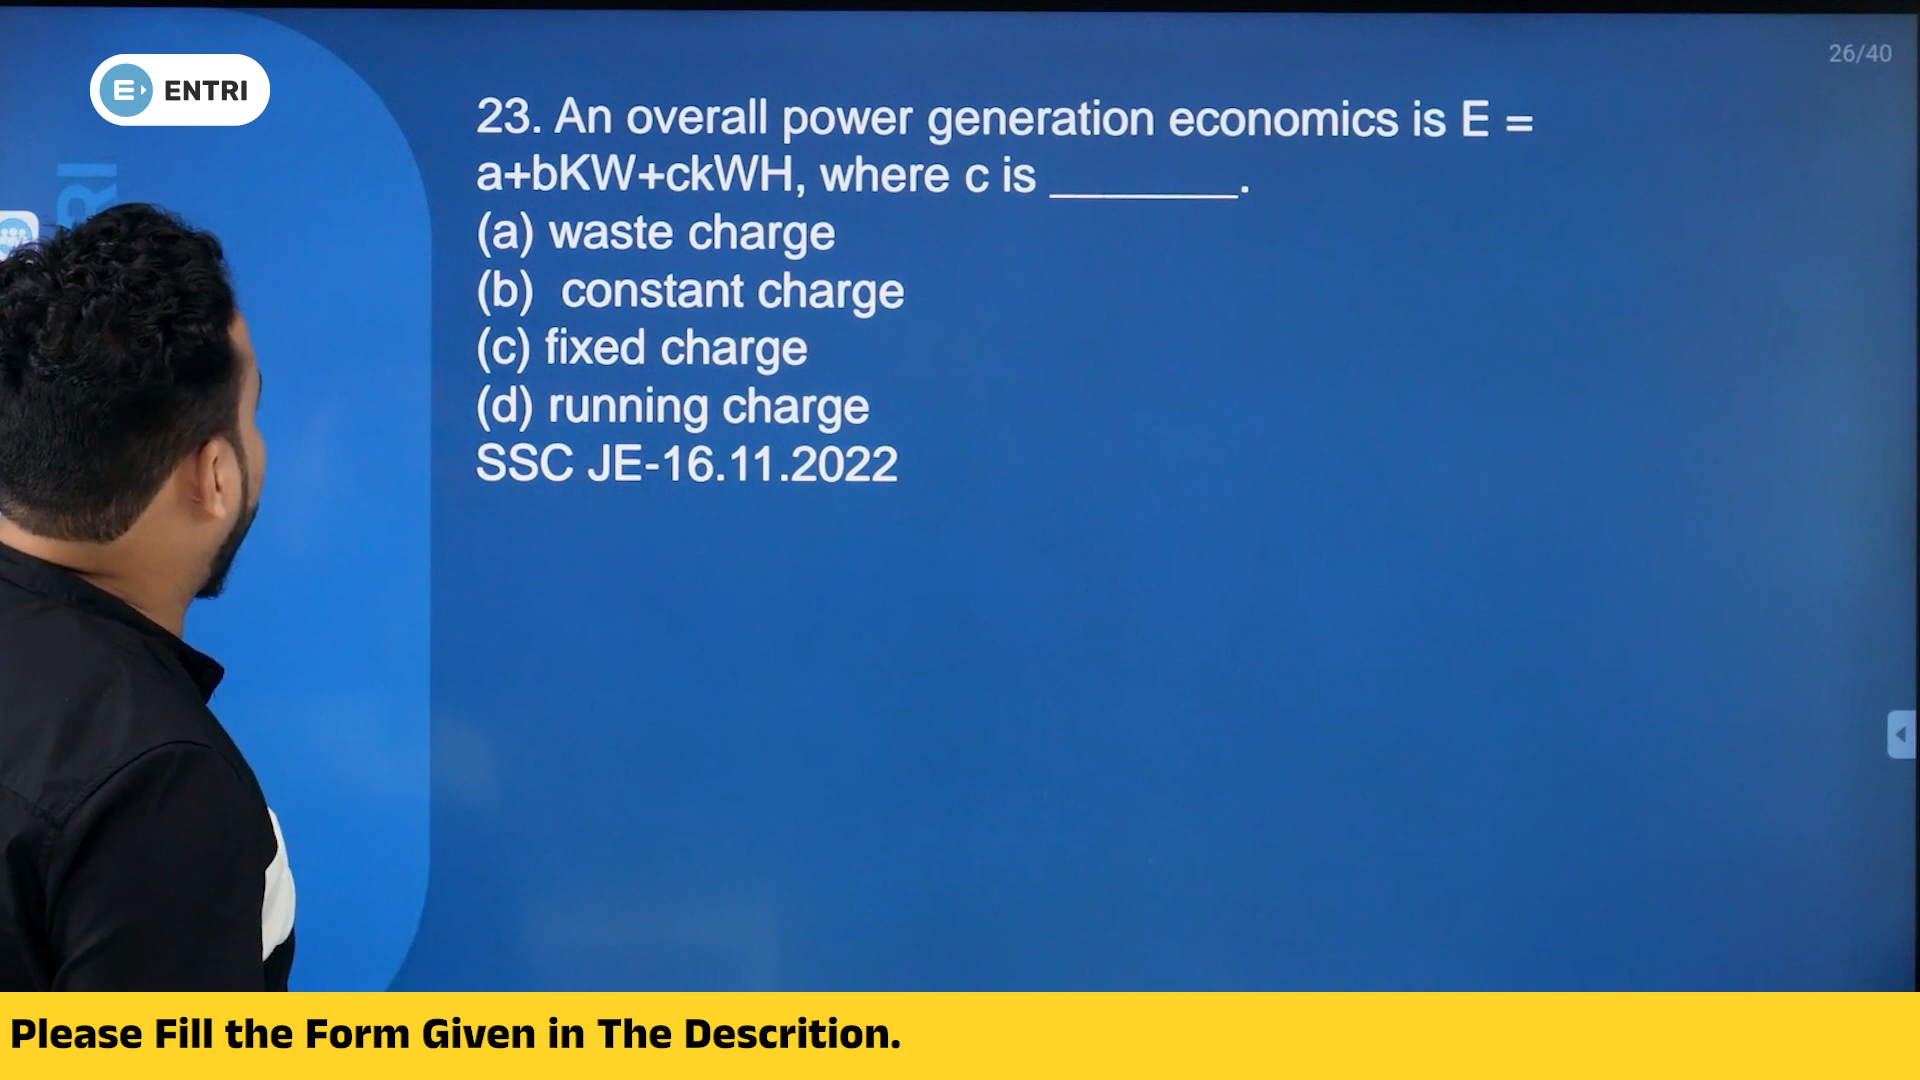 ENTRI
26/40
23. An overall power generation economics is E =
a+bKW+ckWH, where c is ________.
(a) waste charge
(b) constant charge
(c) fixed charge
(d) running charge
SSC JE-16.11.2022
RI
Please Fill the Form Given in The Descrition.